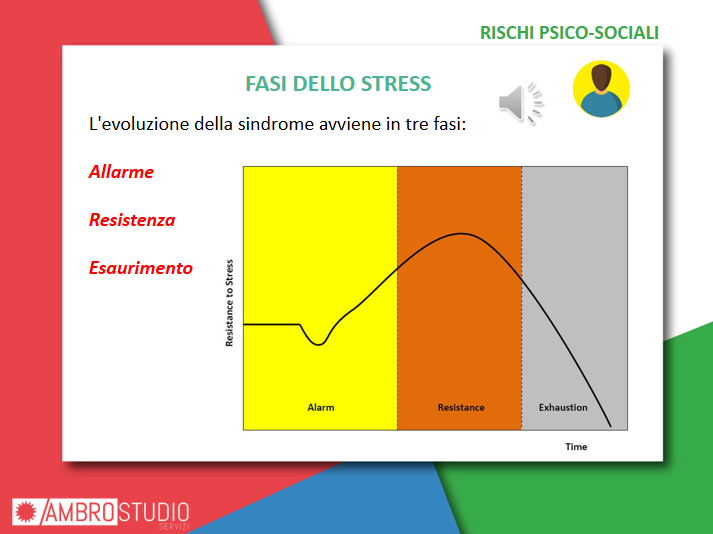 RISCHI PSICO-SOCIALI
FASI DELLO STRESS
L'evoluzione della sindrome avviene in tre fasi:
Allarme
Resistenza
Esaurimento
Resistance to Stress
Alarm
Resistance
Exhaustion
Time
AMBROSTUDIO
SERVIZI